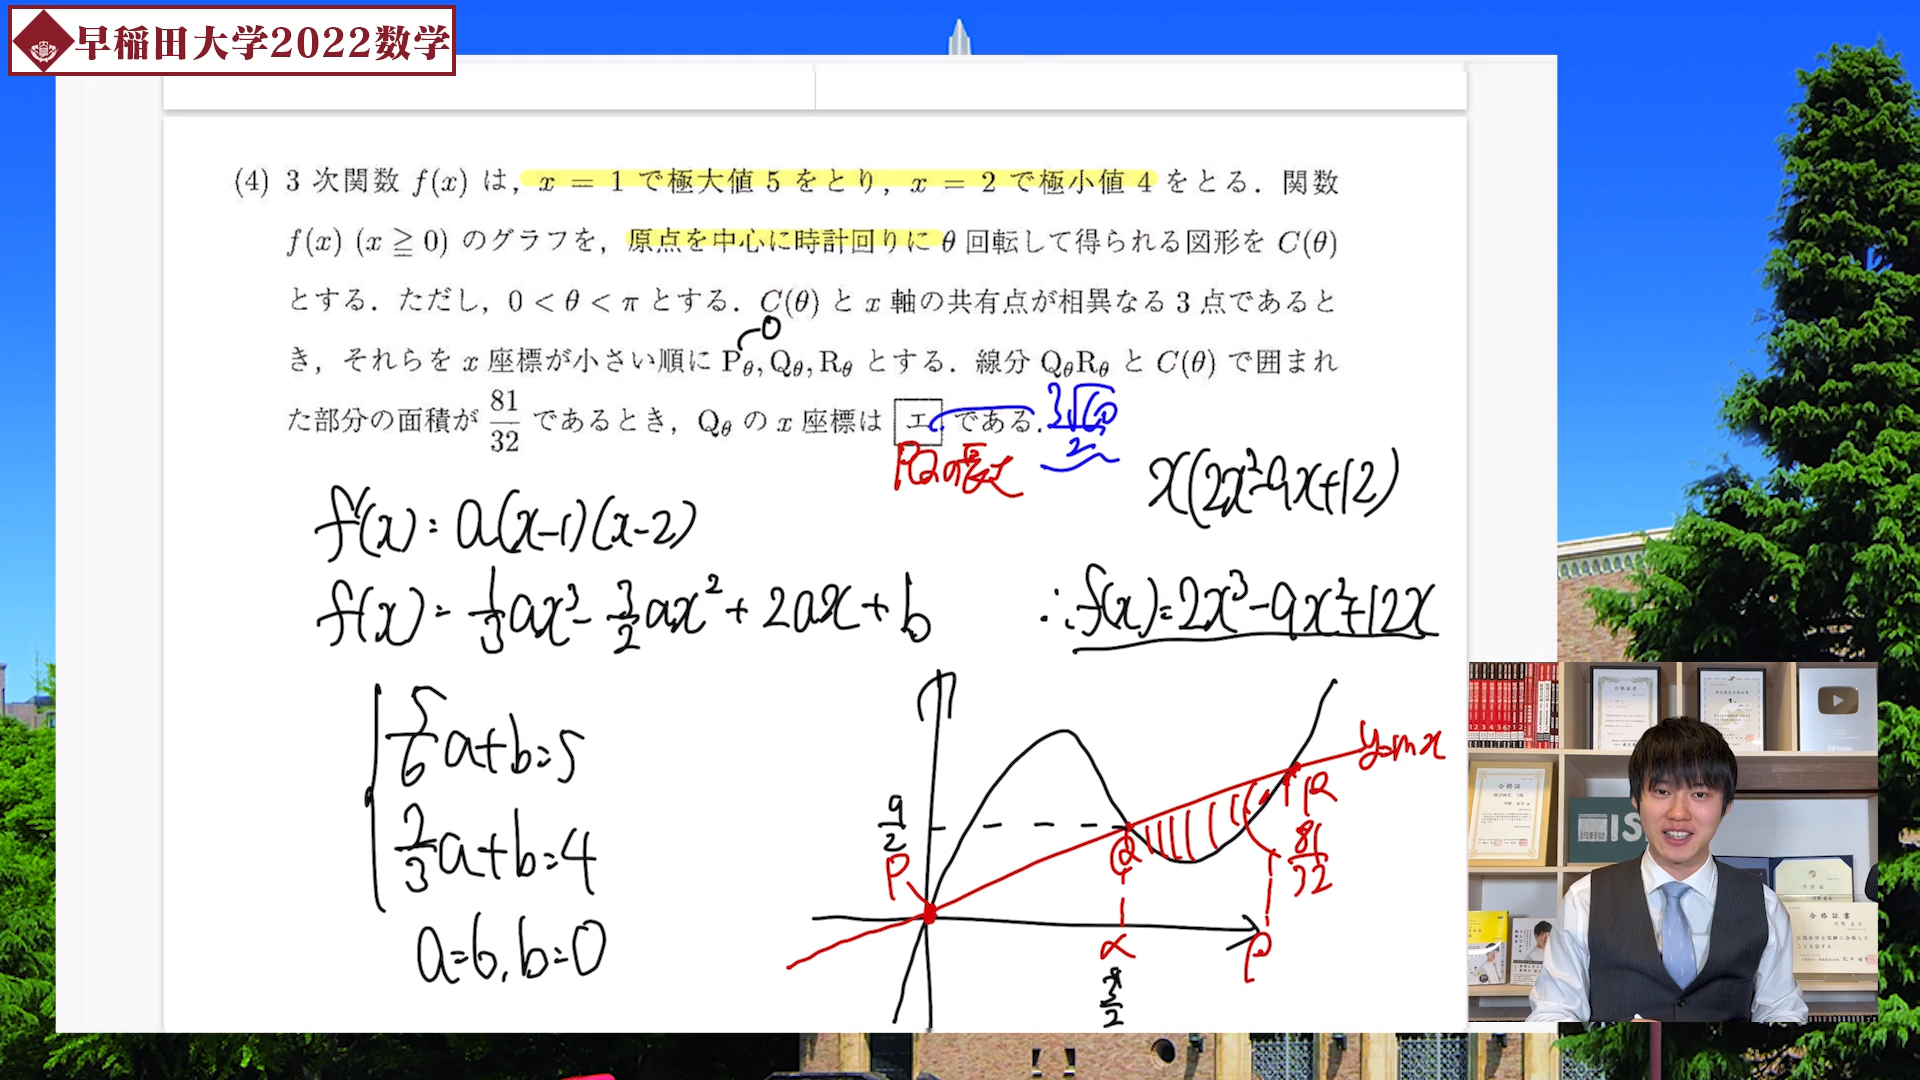 早稲田大学2022数学
(4) 3 次関数 f(x) は, x = 1 で極大値 5 をとり, x = 2 で極小値 4 をとる. 関数
f(x) (x ≧ 0) のグラフを, 原点を中心に時計回りに θ 回転して得られる図形を C(θ)
とする. ただし, 0 < θ < π とする. C(θ) と x 軸の共有点が相異なる 3 点であると
O
き, それらを x 座標が小さい順に Pθ, Qθ, Rθ とする. 線分 QθRθ と C(θ) で囲まれ
た部分の面積が 81/32 であるとき, Qθ の x 座標は エ である.
PQの長さ
x(2x²-9x+12)
f'(x)=a(x-1)(x-2)
f(x)=1/3ax³-3/2ax²+2ax+b
∴f(x)=2x³-9x²+12x
5/6a+b=5
2/3a+b=4
a=6, b=0
y=mx
R
9/2
Q
81/32
P
α
β
3/2